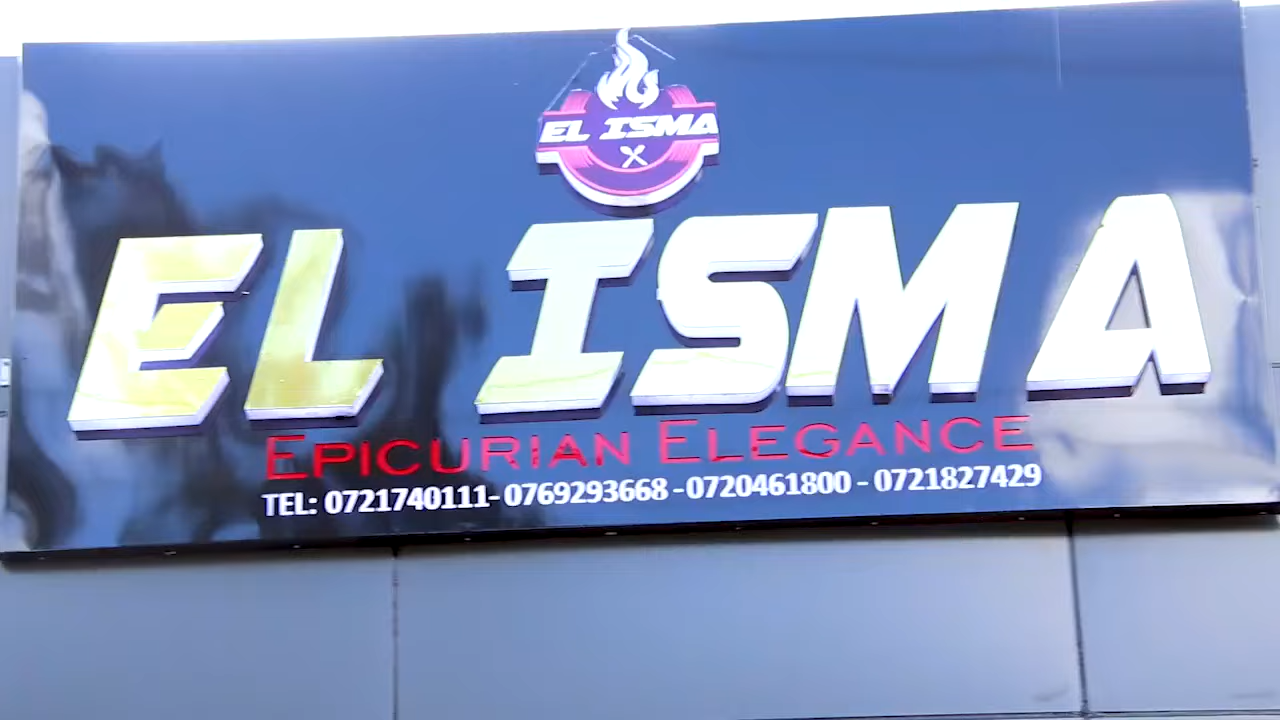 EL ISMA
EL ISMA
EPICURIAN ELEGANCE
TEL: 0721740111- 0769293668 -0720461800 - 0721827429